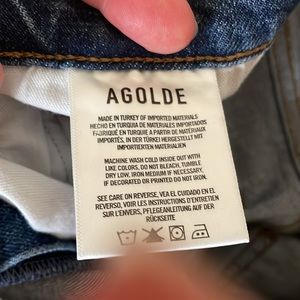 AGOLDE
MADE IN TURKEY OF IMPORTED MATERIALS
HECHO EN TURQUIA DE MATERIALES IMPORTADOS
FABRIQUÉ EN TURQUIE A PARTIR DE MATÉRIAUX
IMPORTÉS. IN DER TÜRKEI HERGESTELLT MIT
IMPORTIERTEN MATERIALIEN
MACHINE WASH COLD INSIDE OUT WITH
LIKE COLORS, DO NOT BLEACH, TUMBLE
DRY LOW, IRON MEDIUM IF NECESSARY.
IF DECORATED OR PRINTED DO NOT IRON.
SEE CARE ON REVERSE. VEA EL CUIDADO EN EL
REVERSO. VOIR LES INSTRUCTIONS D'ENTRETIEN
SUR L'ENVERS. PFLEGEANLEITUNG AUF DER
RÜCKSEITE